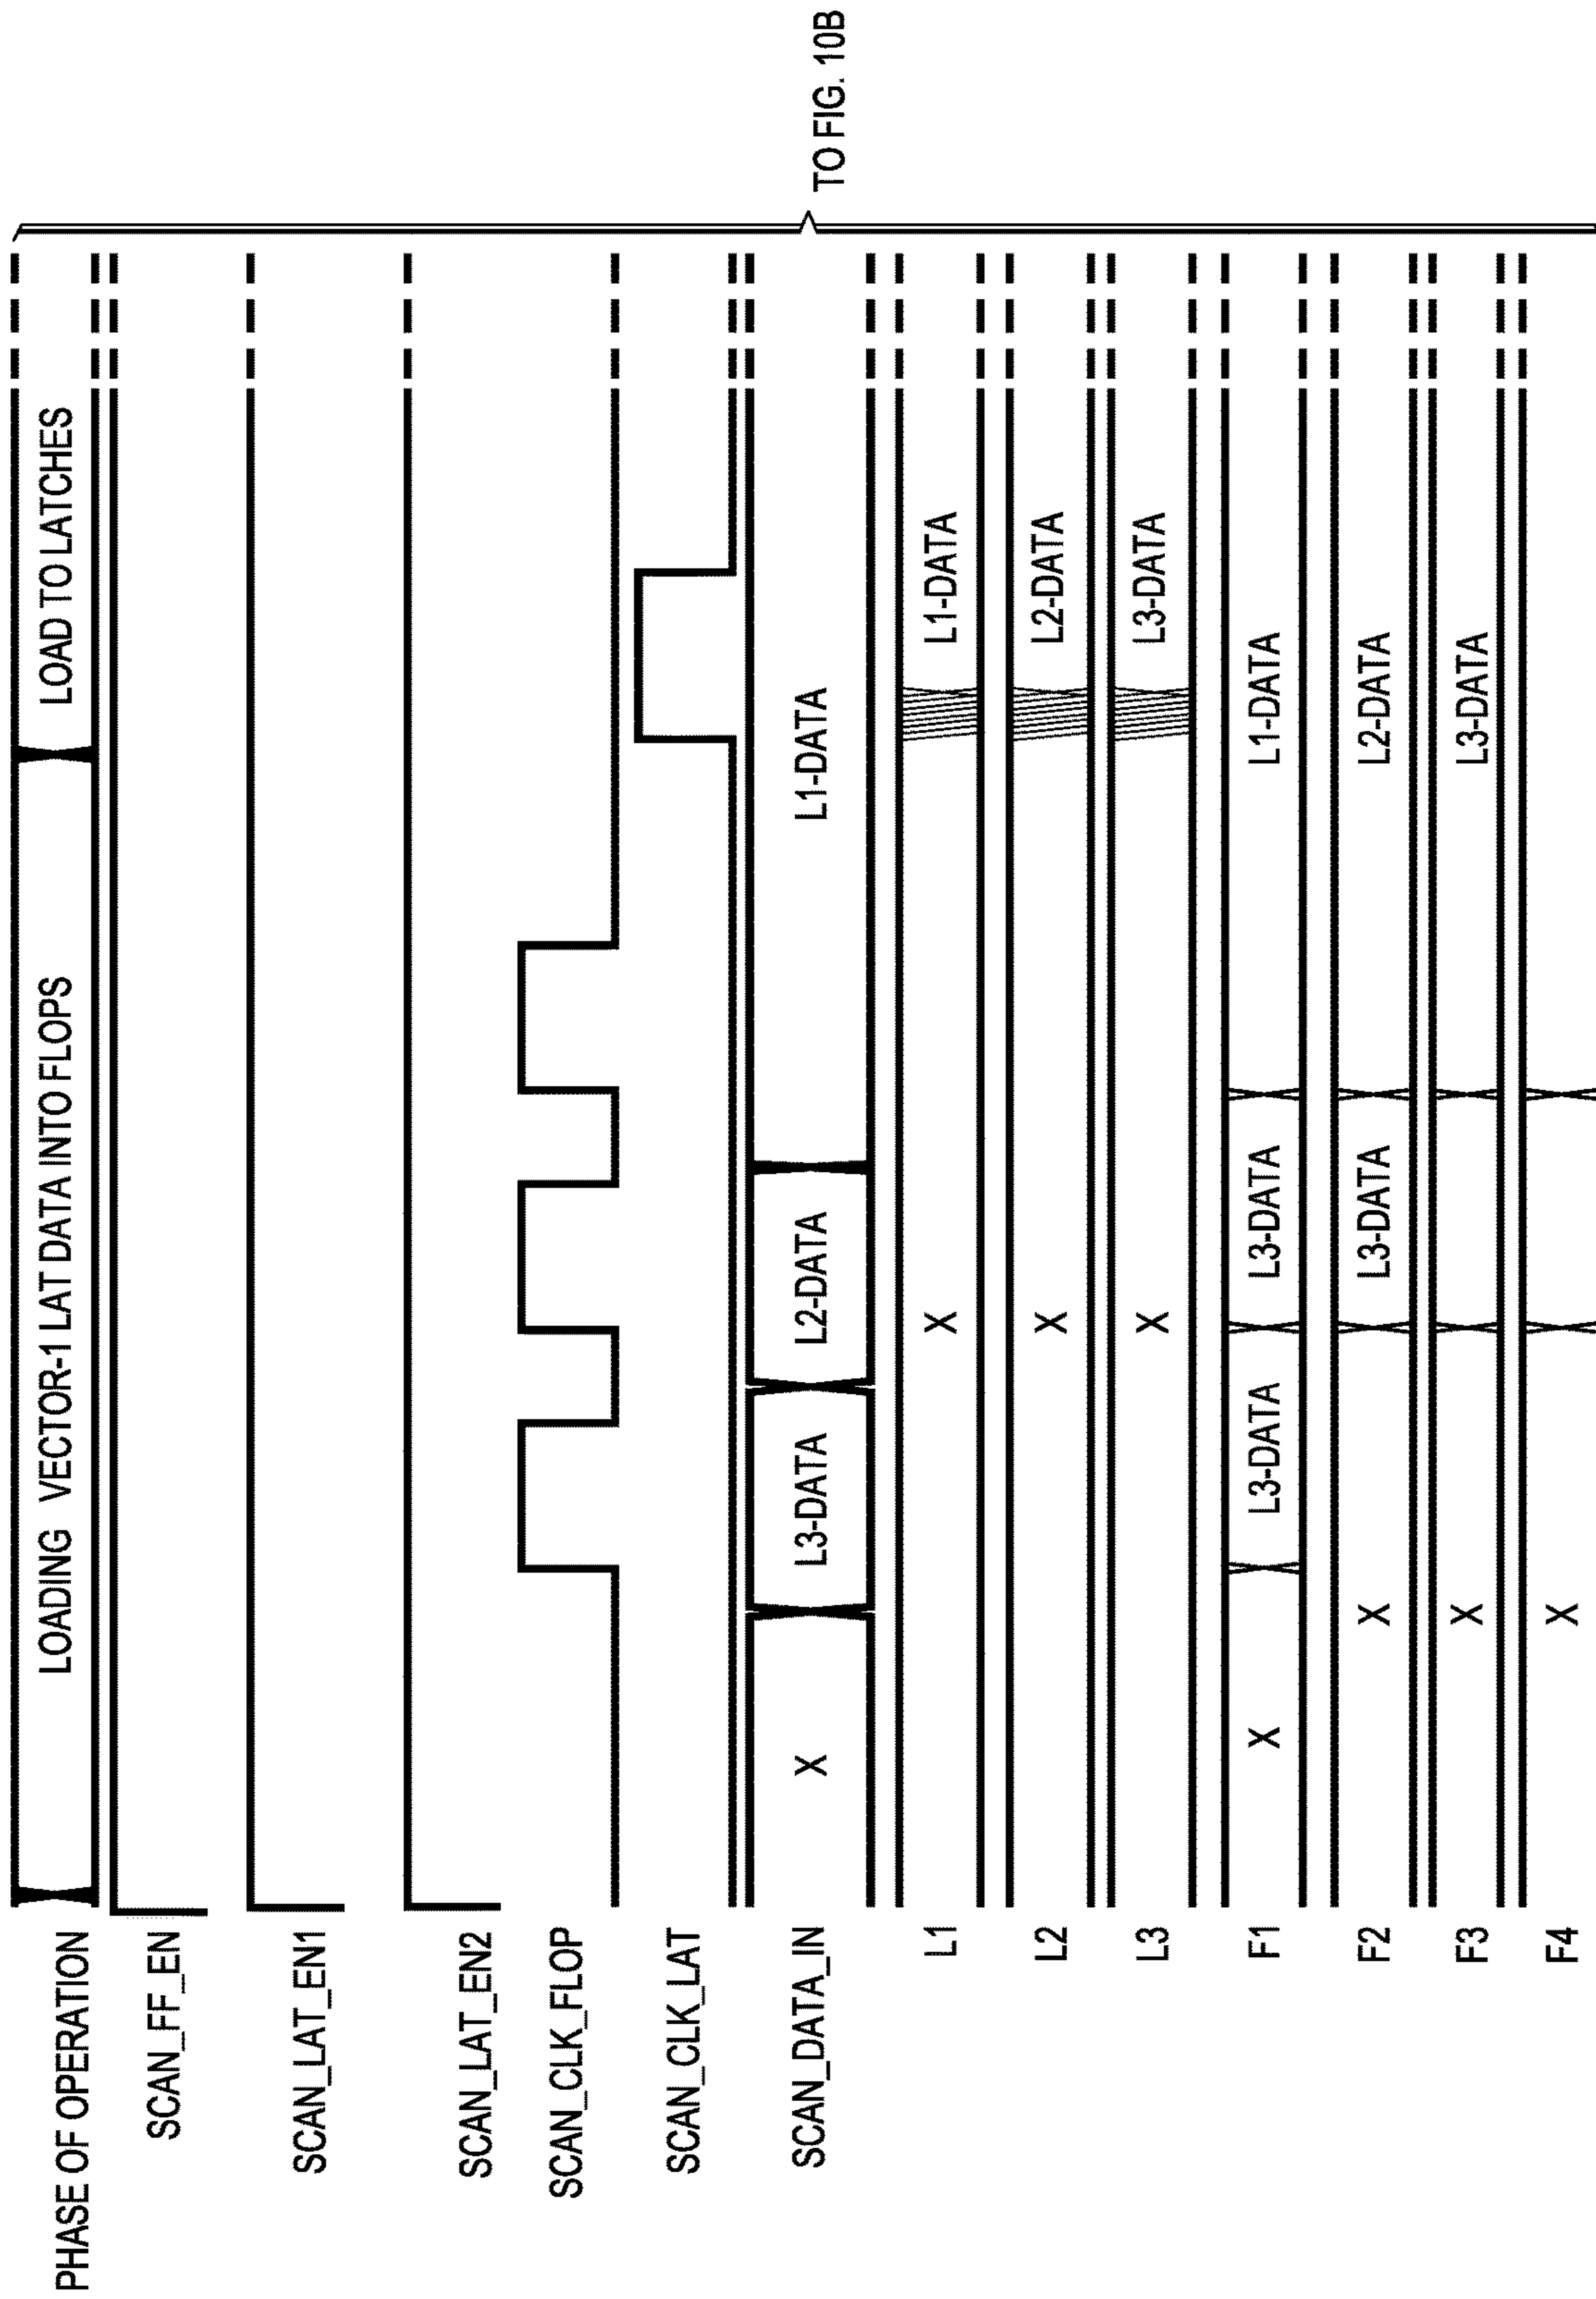 PHASE OF OPERATION
LOADING VECTOR-1 LAT DATA INTO FLOPS
LOAD TO LATCHES
SCAN_FF_EN
SCAN_LAT_EN1
SCAN_LAT_EN2
SCAN_CLK_FLOP
SCAN_CLK_LAT
SCAN_DATA_IN
X
L3-DATA
L2-DATA
L1-DATA
TO FIG. 10B
L1
X
L1-DATA
L2
X
L2-DATA
L3
X
L3-DATA
F1
X
L3-DATA
L3-DATA
L1-DATA
F2
X
L3-DATA
L2-DATA
F3
X
L3-DATA
F4
X